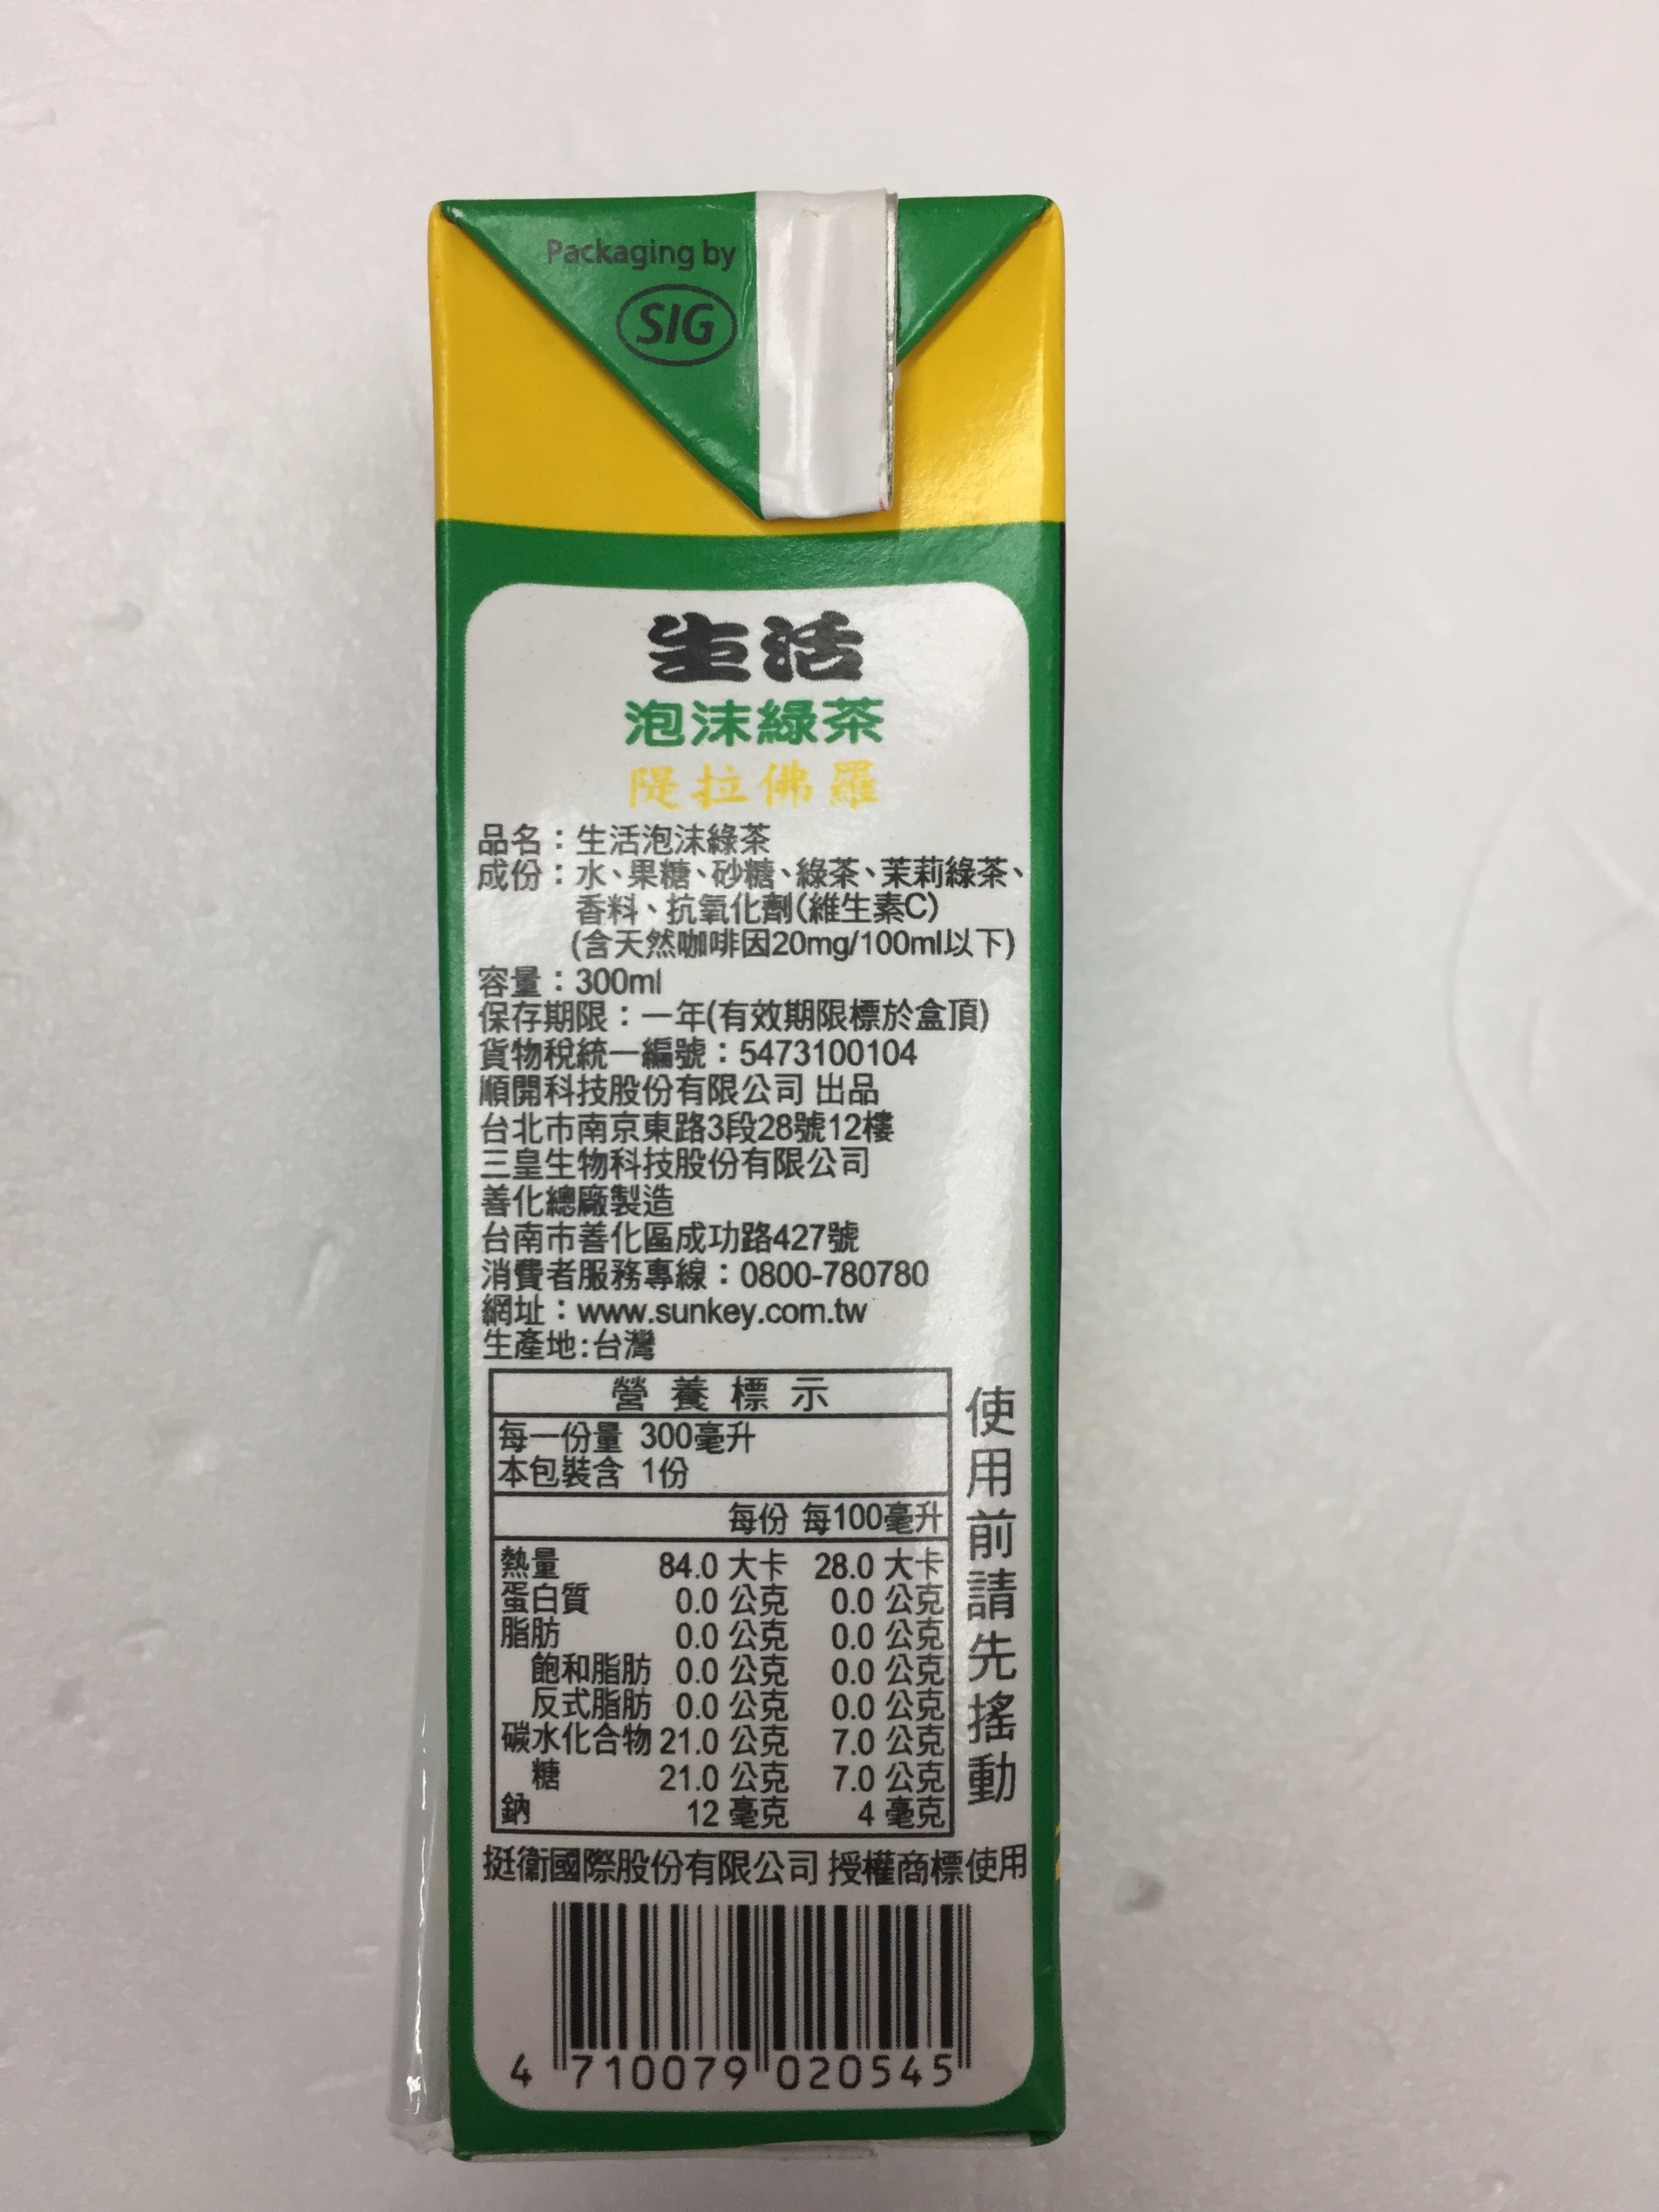 Packaging by
SIG
生活
泡沫綠茶
隄拉佛羅
品名：生活泡沫綠茶
成份：水、果糖、砂糖、綠茶、茉莉綠茶、
香料、抗氧化劑(維生素C)
(含天然咖啡因20mg/100ml以下)
容量：300ml
保存期限：一年(有效期限標於盒頂)
貨物稅統一編號：5473100104
順開科技股份有限公司 出品
台北市南京東路3段28號12樓
三皇生物科技股份有限公司
善化總廠製造
台南市善化區成功路427號
消費者服務專線：0800-780780
網址：www.sunkey.com.tw
生產地:台灣
營養標示
每一份量 300毫升
本包裝含 1份
每份 每100毫升
熱量 84.0 大卡 28.0 大卡
蛋白質 0.0 公克 0.0 公克
脂肪 0.0 公克 0.0 公克
飽和脂肪 0.0 公克 0.0 公克
反式脂肪 0.0 公克 0.0 公克
碳水化合物 21.0 公克 7.0 公克
糖 21.0 公克 7.0 公克
鈉 12 毫克 4 毫克
使用前請先搖動
挺衛國際股份有限公司 授權商標使用
4 710079 020545